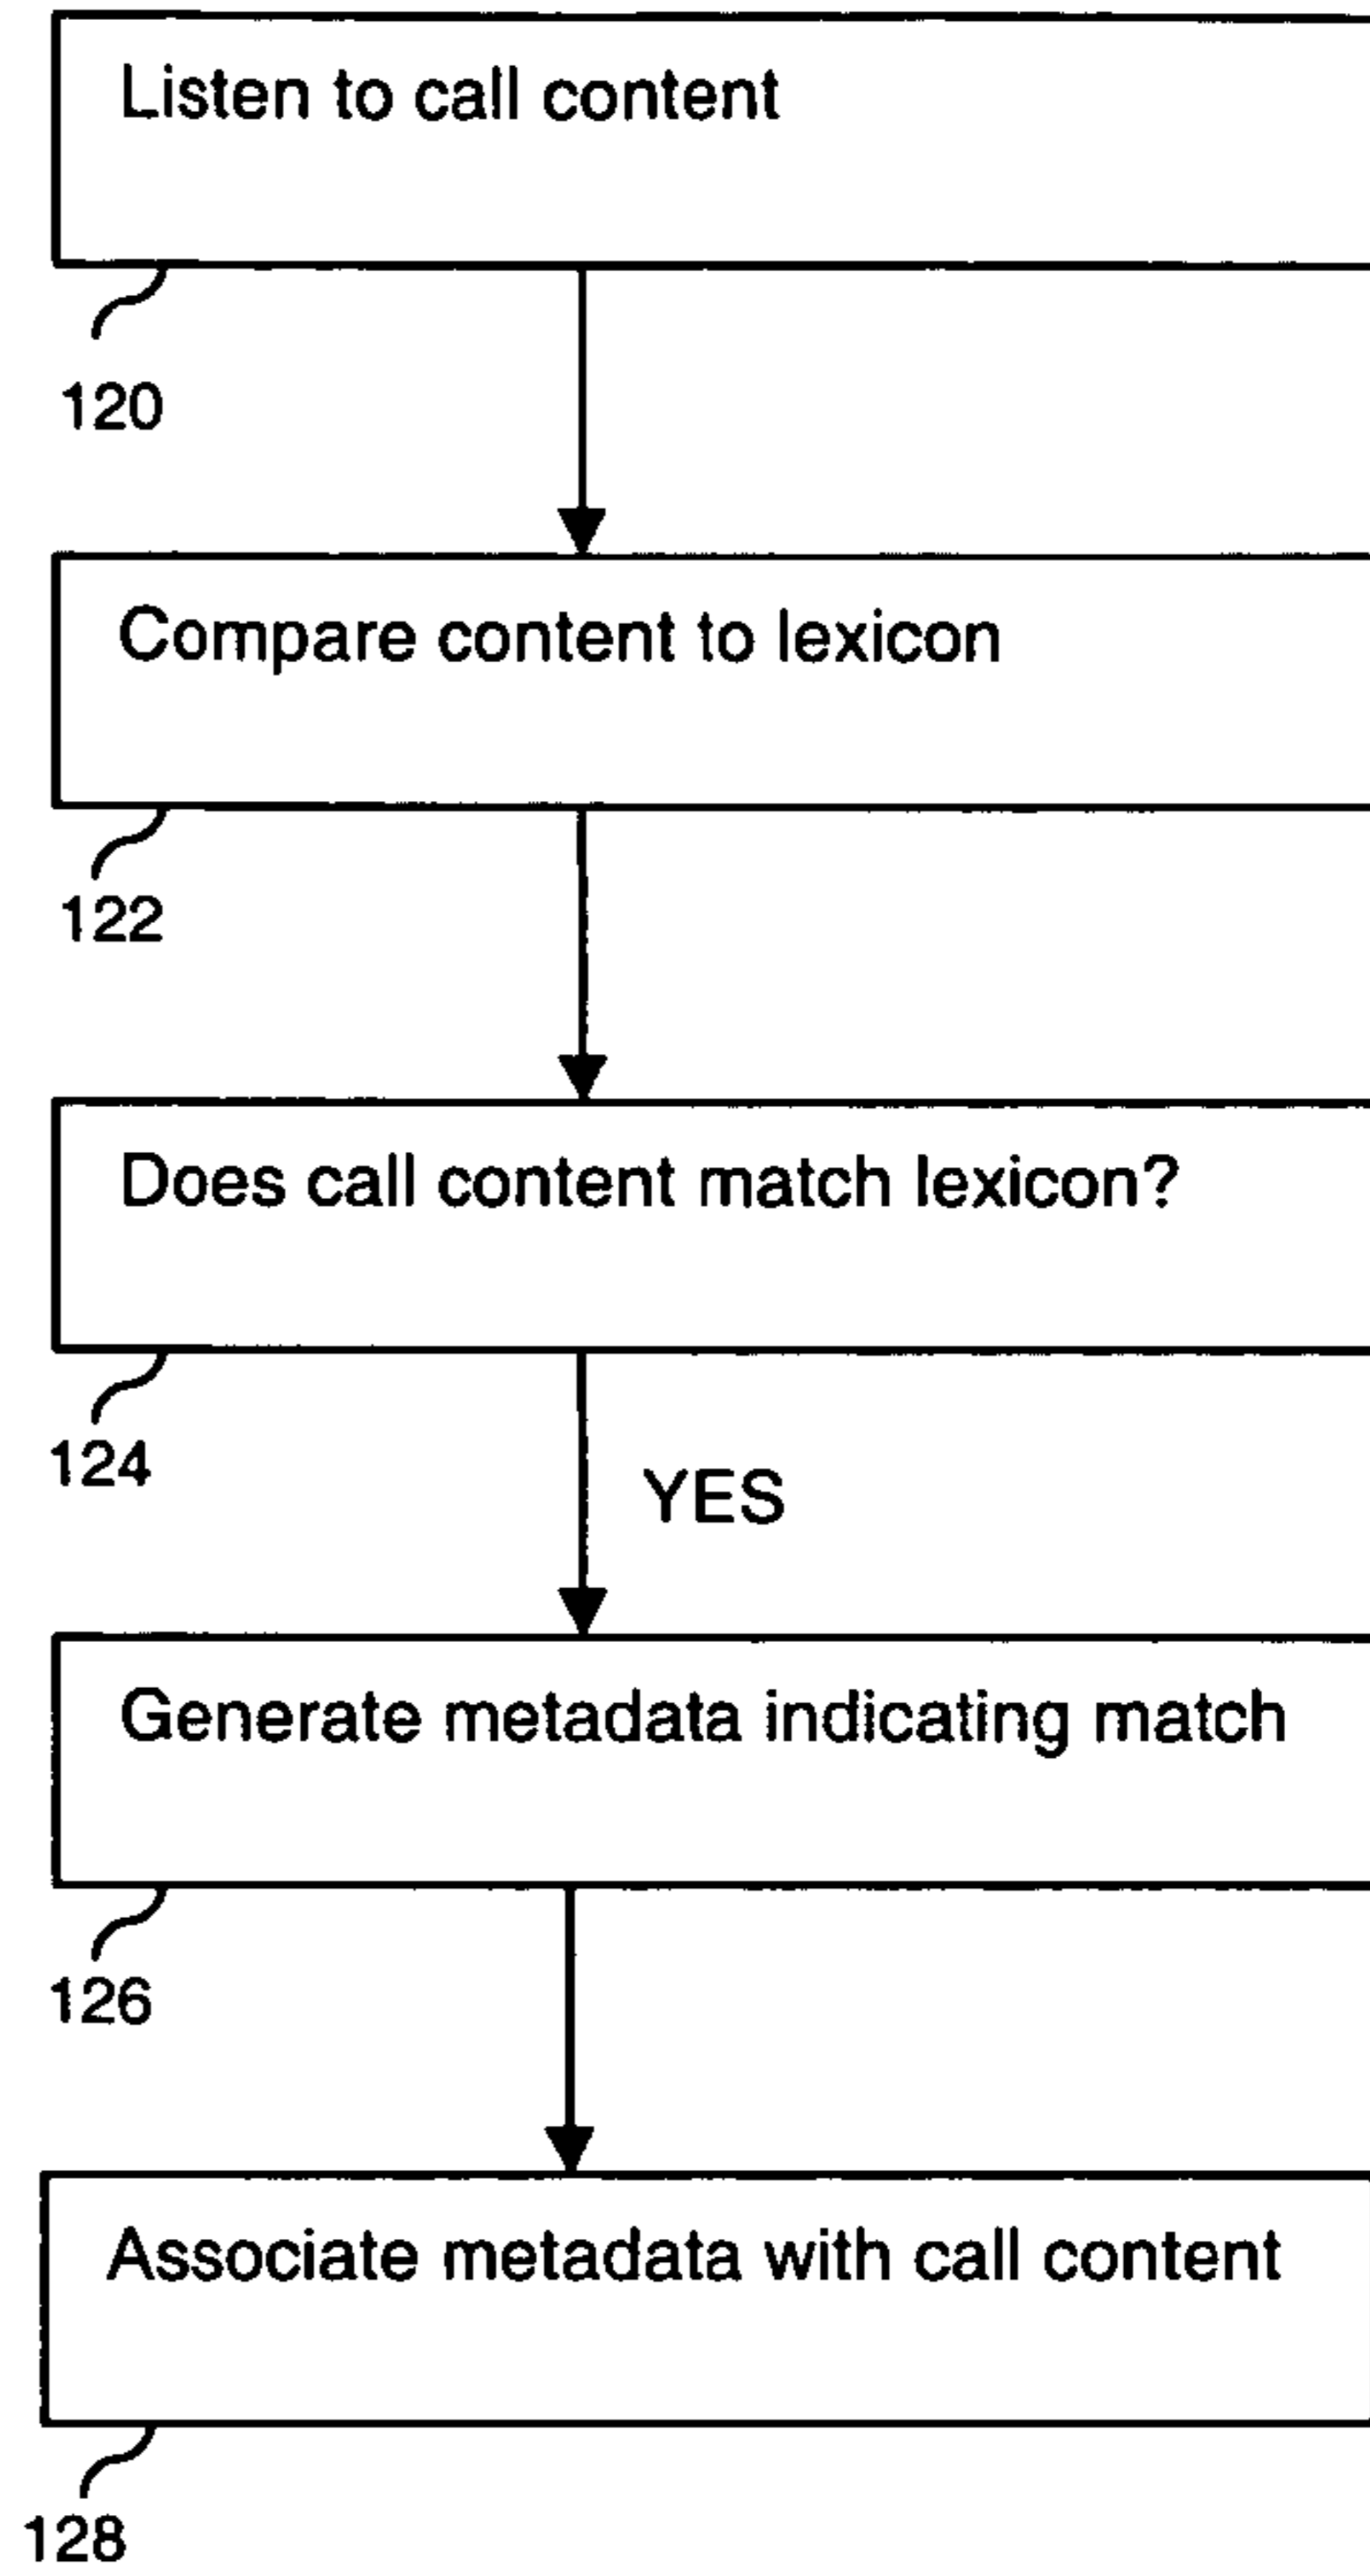 Listen to call content
120
Compare content to lexicon
122
Does call content match lexicon?
124
YES
Generate metadata indicating match
126
Associate metadata with call content
128